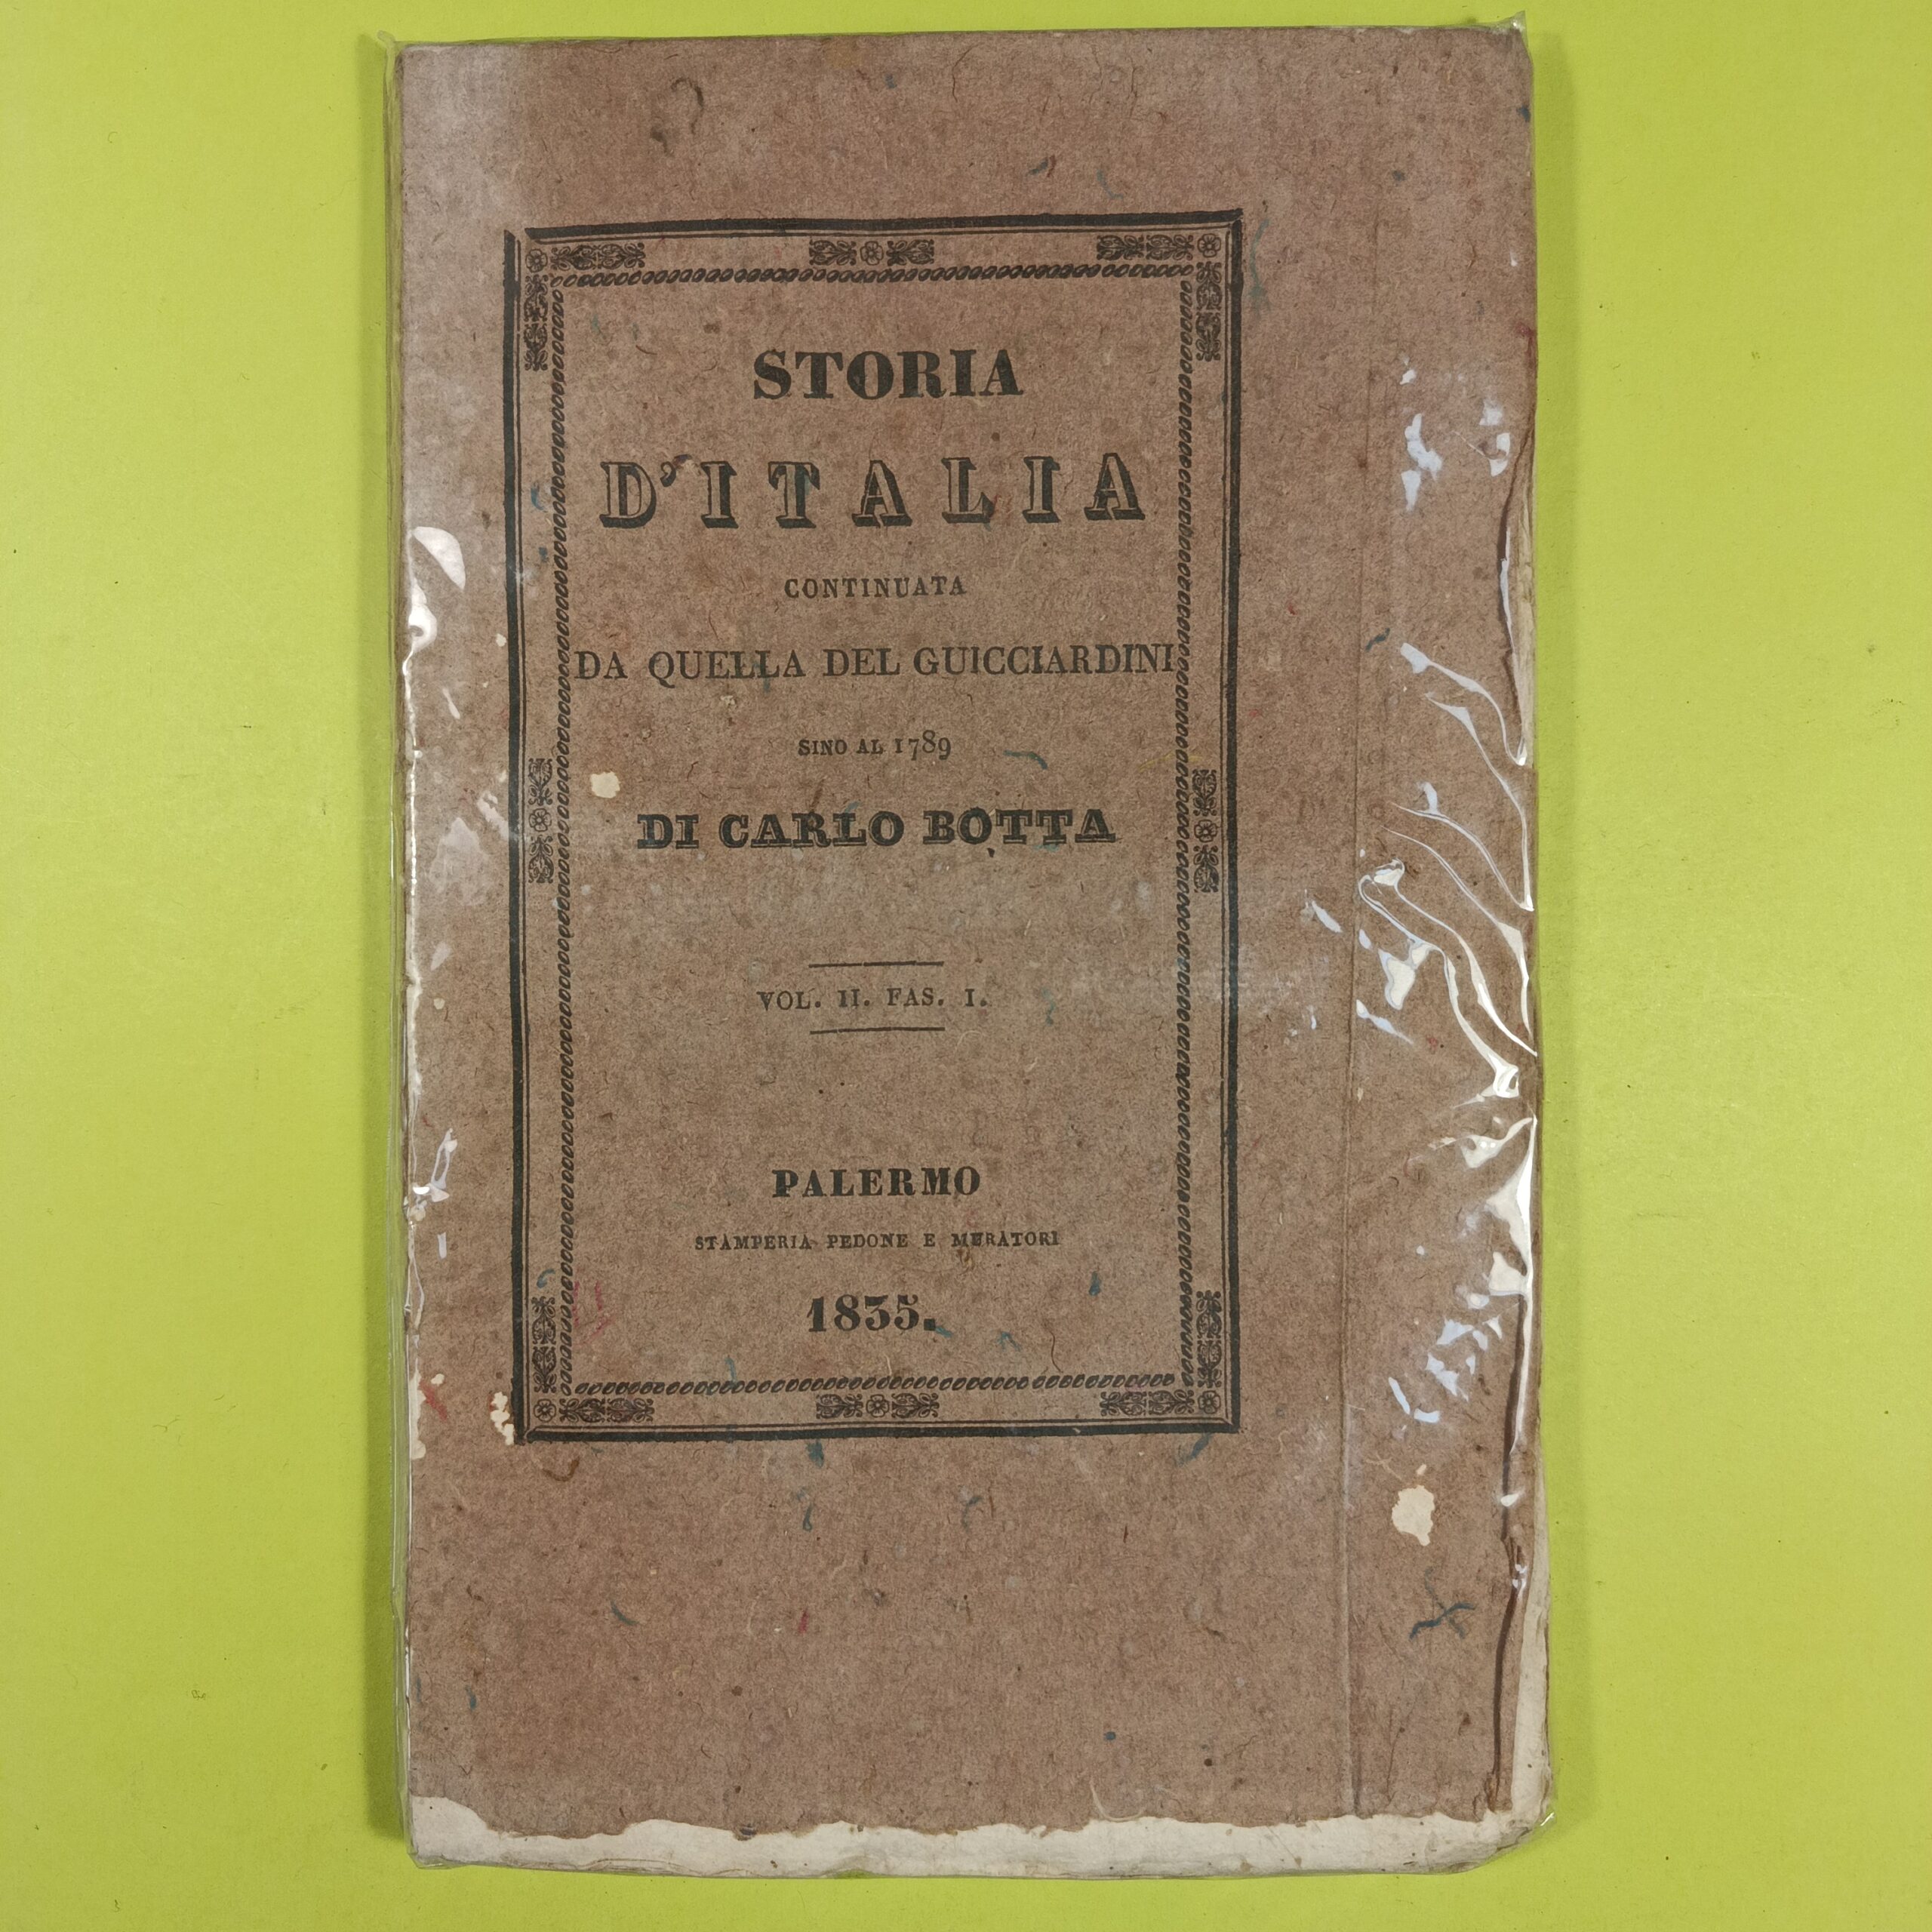 STORIA
D'ITALIA
CONTINUATA
DA QUELLA DEL GUICCIARDINI
SINO AL 1789
DI CARLO BOTTA
VOL. II. FAS. I.
PALERMO
STAMPERIA PEDONE E MURATORI
1835.